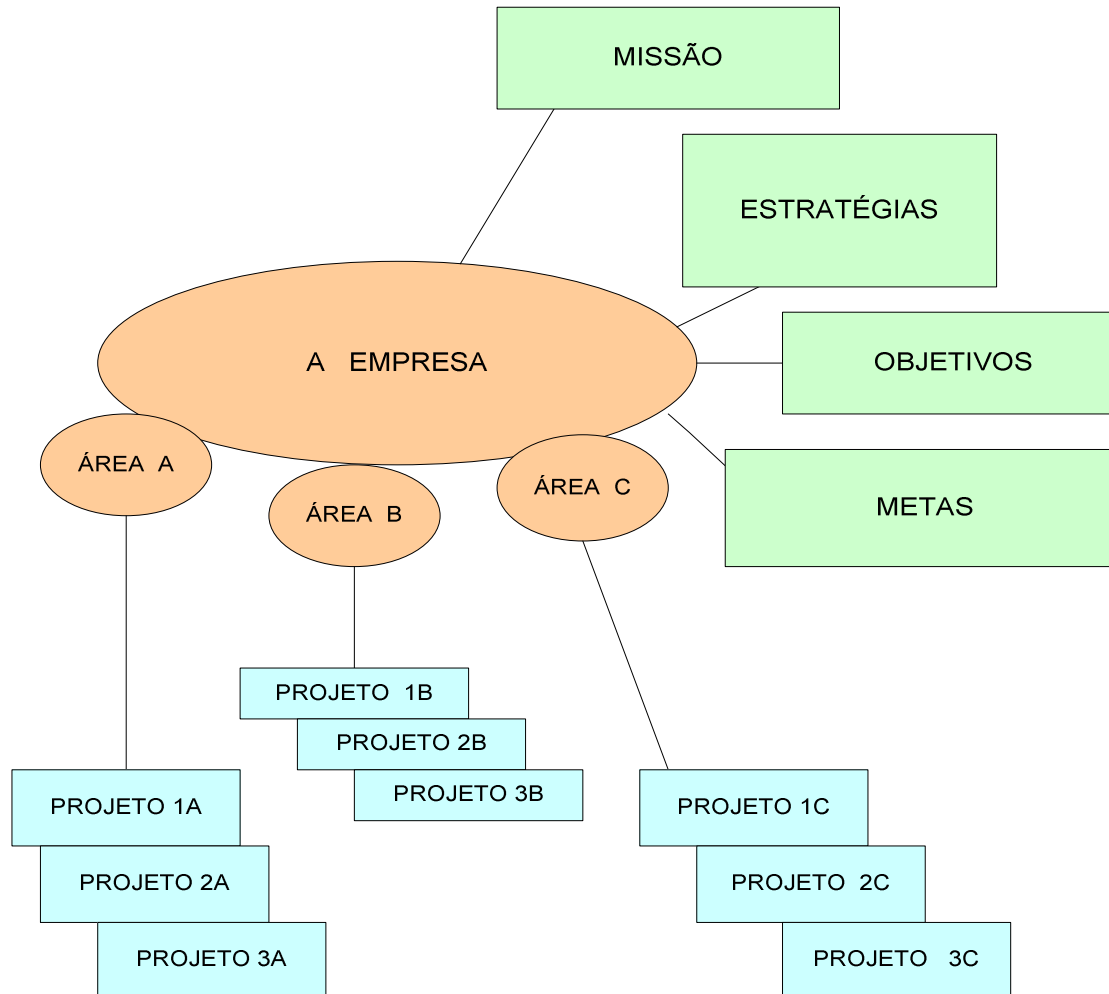 MISSÃO
ESTRATÉGIAS
A EMPRESA
OBJETIVOS
ÁREA A
ÁREA B
ÁREA C
METAS
PROJETO 1B
PROJETO 2B
PROJETO 3B
PROJETO 1A
PROJETO 2A
PROJETO 3A
PROJETO 1C
PROJETO 2C
PROJETO 3C